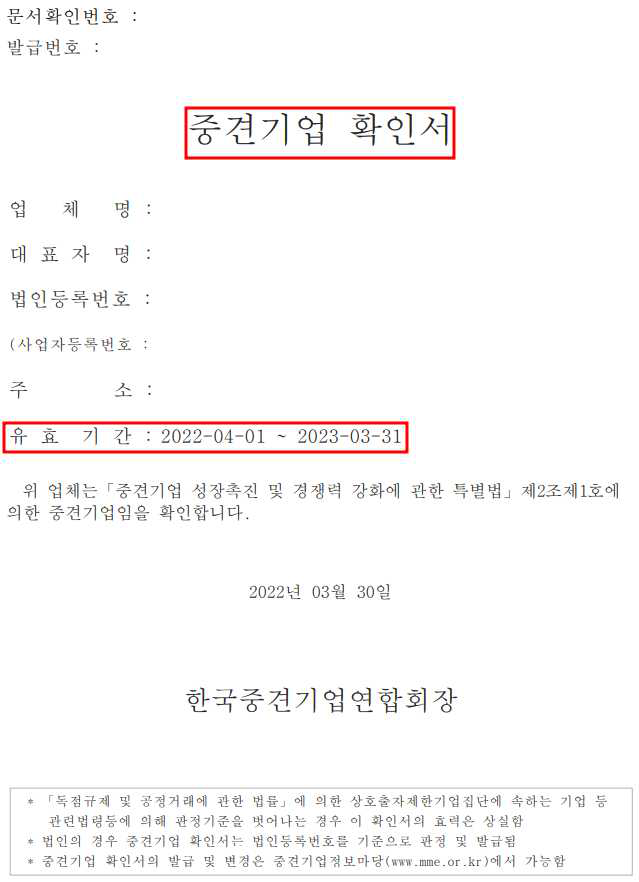 문서확인번호 :
발급번호 :
중견기업 확인서
업 체 명 :
대 표 자 명 :
법인등록번호 :
(사업자등록번호 :
주 소 :
유 효 기 간 : 2022-04-01 ~ 2023-03-31
위 업체는「중견기업 성장촉진 및 경쟁력 강화에 관한 특별법」제2조제1호에
의한 중견기업임을 확인합니다.
2022년 03월 30일
한국중견기업연합회장
* 「독점규제 및 공정거래에 관한 법률」에 의한 상호출자제한기업집단에 속하는 기업 등
관련법령등에 의해 판정기준을 벗어나는 경우 이 확인서의 효력은 상실함
* 법인의 경우 중견기업 확인서는 법인등록번호를 기준으로 판정 및 발급됨
* 중견기업 확인서의 발급 및 변경은 중견기업정보마당(www.mme.or.kr)에서 가능함